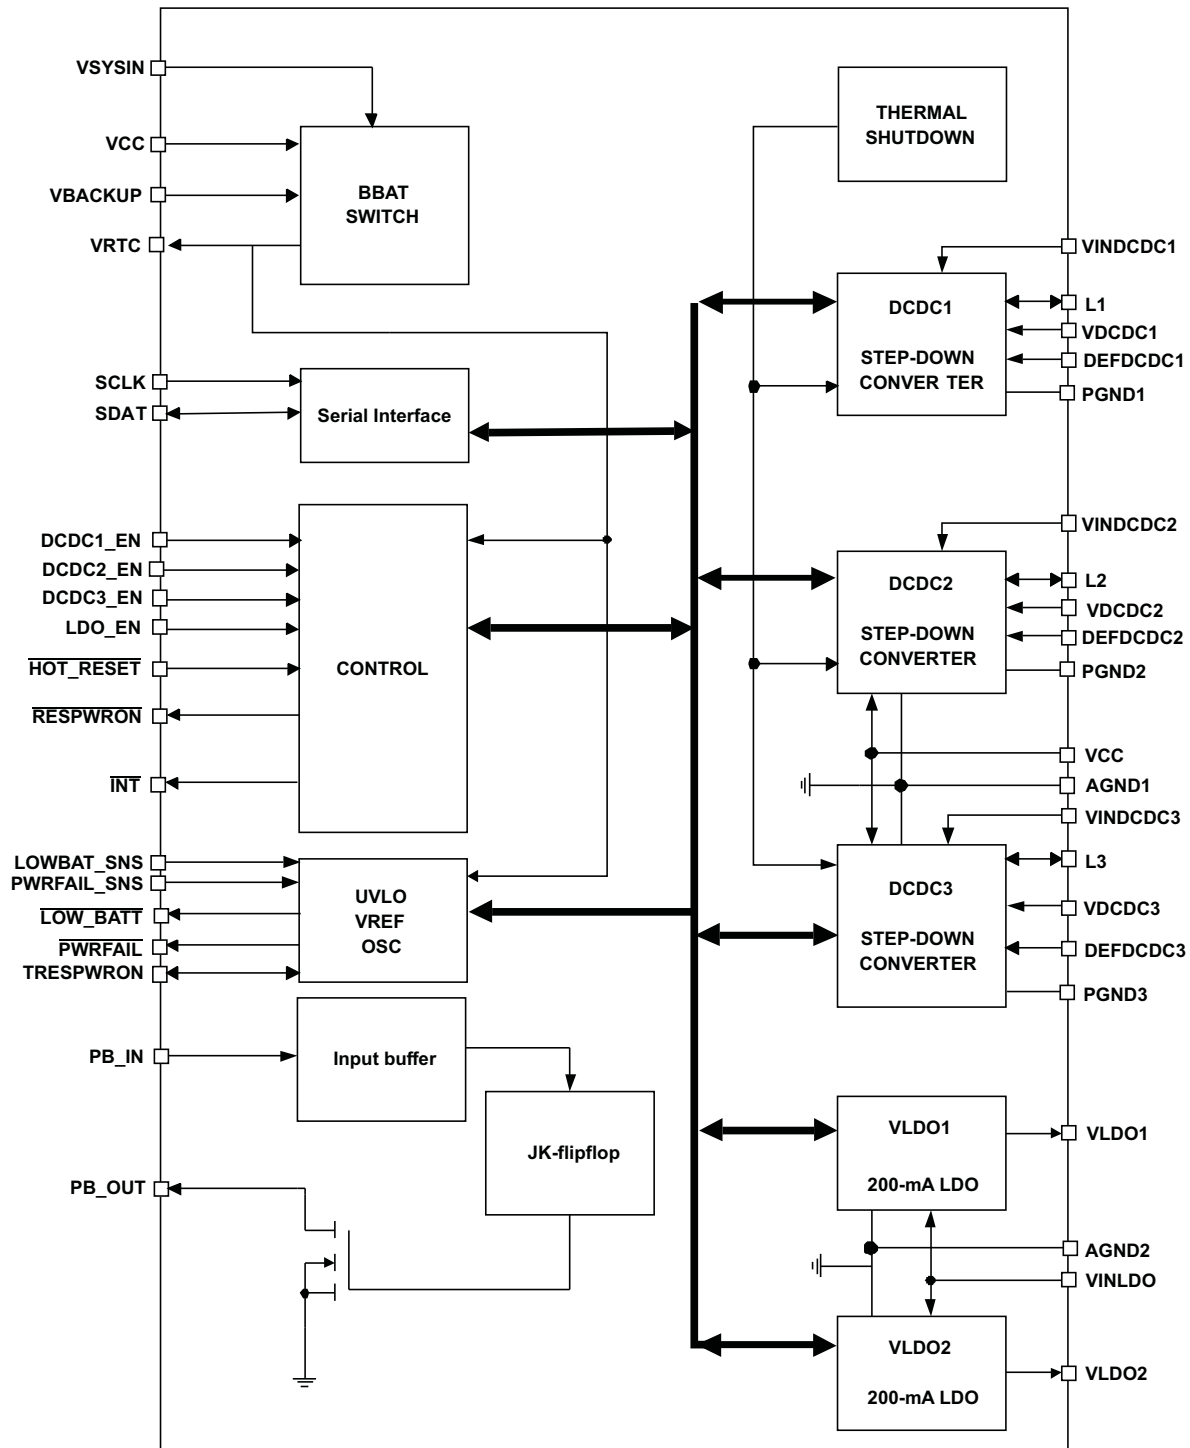 VSYSIN
VCC
VBACKUP
VRTC
BBAT
SWITCH
THERMAL
SHUTDOWN
SCLK
SDAT
Serial Interface
DCDC1_EN
DCDC2_EN
DCDC3_EN
LDO_EN
HOT_RESET
RESPWRON
INT
CONTROL
LOWBAT_SNS
PWRFAIL_SNS
LOW_BATT
PWRFAIL
TRESPWRON
UVLO
VREF
OSC
PB_IN
Input buffer
JK-flipflop
PB_OUT
DCDC1
STEP-DOWN
CONVER TER
VINDCDC1
L1
VDCDC1
DEFDCDC1
PGND1
DCDC2
STEP-DOWN
CONVERTER
VINDCDC2
L2
VDCDC2
DEFDCDC2
PGND2
VCC
AGND1
VINDCDC3
DCDC3
STEP-DOWN
CONVERTER
L3
VDCDC3
DEFDCDC3
PGND3
VLDO1
200-mA LDO
VLDO1
AGND2
VINLDO
VLDO2
200-mA LDO
VLDO2